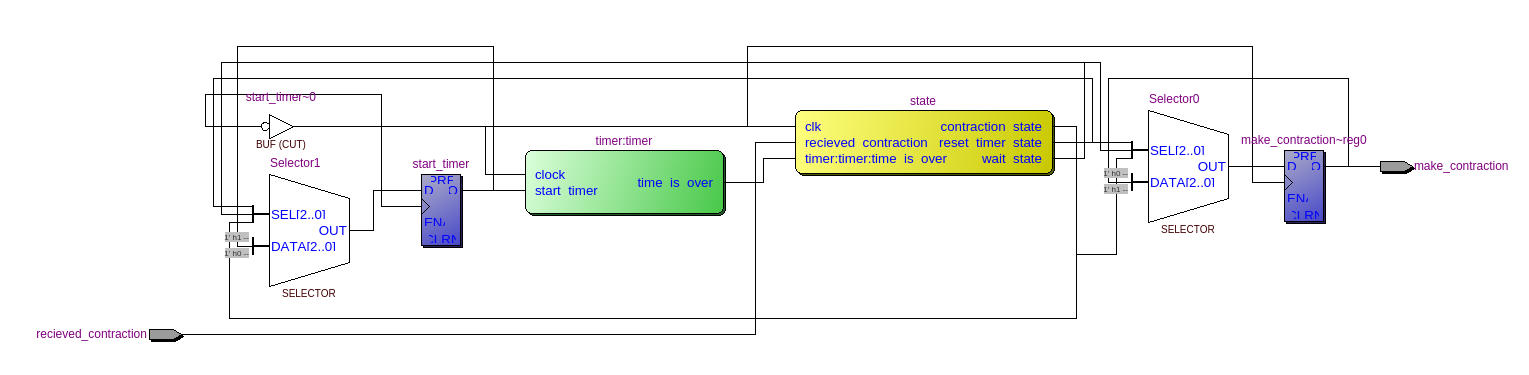 start_timer~0
BUF (CUT)
Selector1
SEL[2..0]
OUT
DATA[2..0]
1' h1 --
1' h0 --
SELECTOR
start_timer
PRE
D Q
ENA
CLRN
timer:timer
clock
start timer
time is over
state
clk
recieved contraction
timer:timer:time is over
contraction state
reset timer state
wait state
Selector0
SEL[2..0]
OUT
DATA[2..0]
1' h0 --
1' h1 --
SELECTOR
make_contraction~reg0
PRE
D Q
ENA
CLRN
make_contraction
recieved_contraction